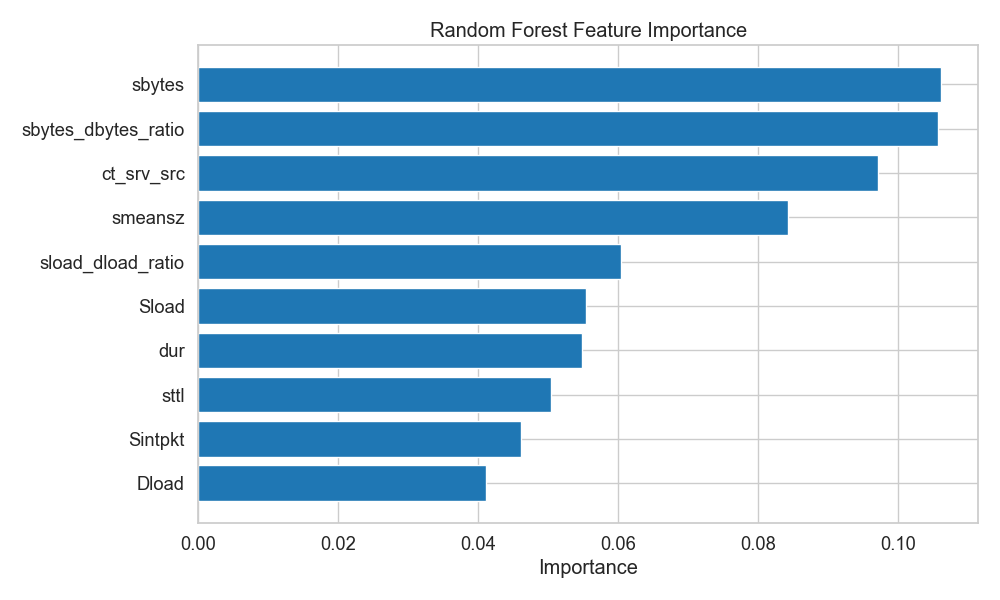 Random Forest Feature Importance
sbytes
sbytes_dbytes_ratio
ct_srv_src
smeansz
sload_dload_ratio
Sload
dur
sttl
Sintpkt
Dload
0.00 0.02 0.04 0.06 0.08 0.10
Importance